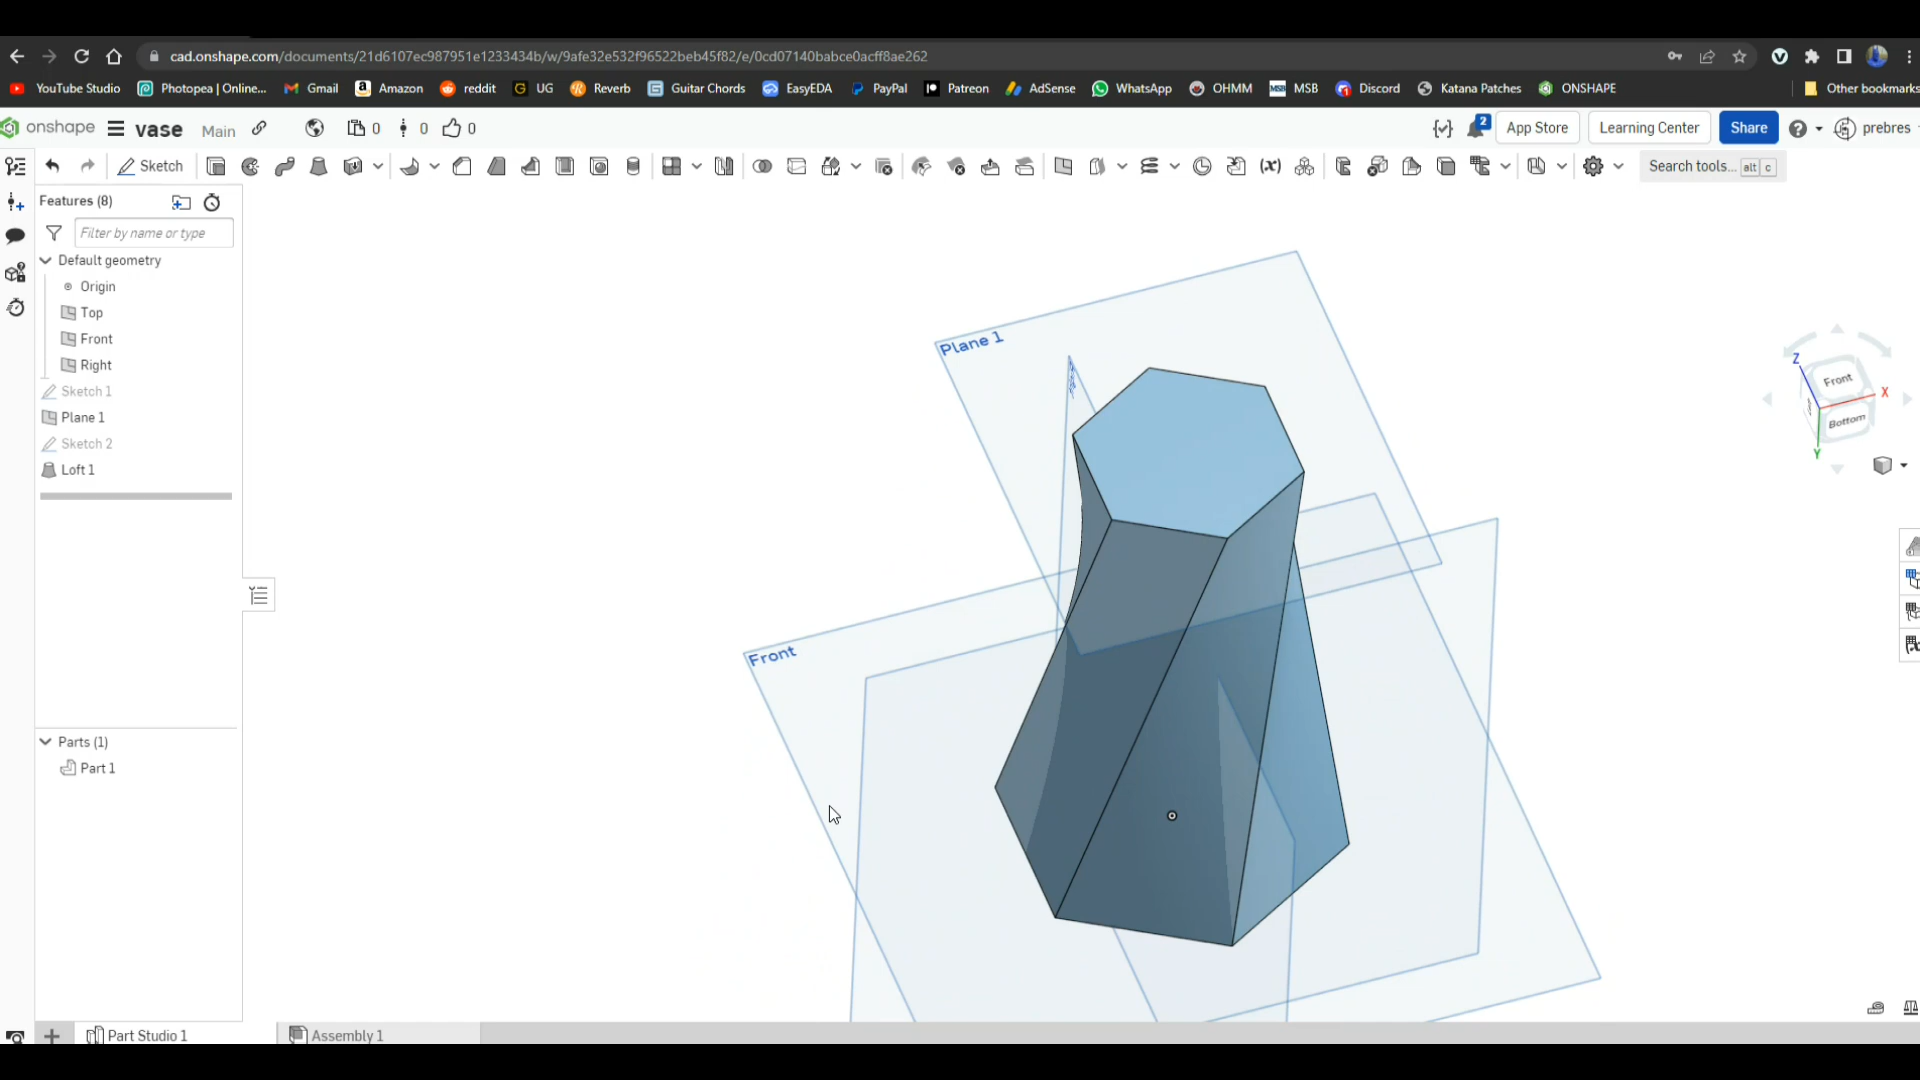 cad.onshape.com/documents/21d6107ec987951e1233434b/w/9afe32e532f96522beb45f82/e/0cd07140babce0acff8ae262
YouTube Studio Photopea | Online... Gmail Amazon reddit UG Reverb Guitar Chords EasyEDA PayPal Patreon AdSense WhatsApp OHMM MSB Discord Katana Patches ONSHAPE Other bookmarks
onshape vase Main 0 0 0 2 App Store Learning Center Share prebres
Sketch (x) Search tools... alt c
Features (8)
Filter by name or type
Default geometry
Origin
Top
Front
Right
Sketch 1
Plane 1
Sketch 2
Loft 1
Plane 1
Front
Z
Front
X
Bottom
Y
Parts (1)
Part 1
Part Studio 1 Assembly 1